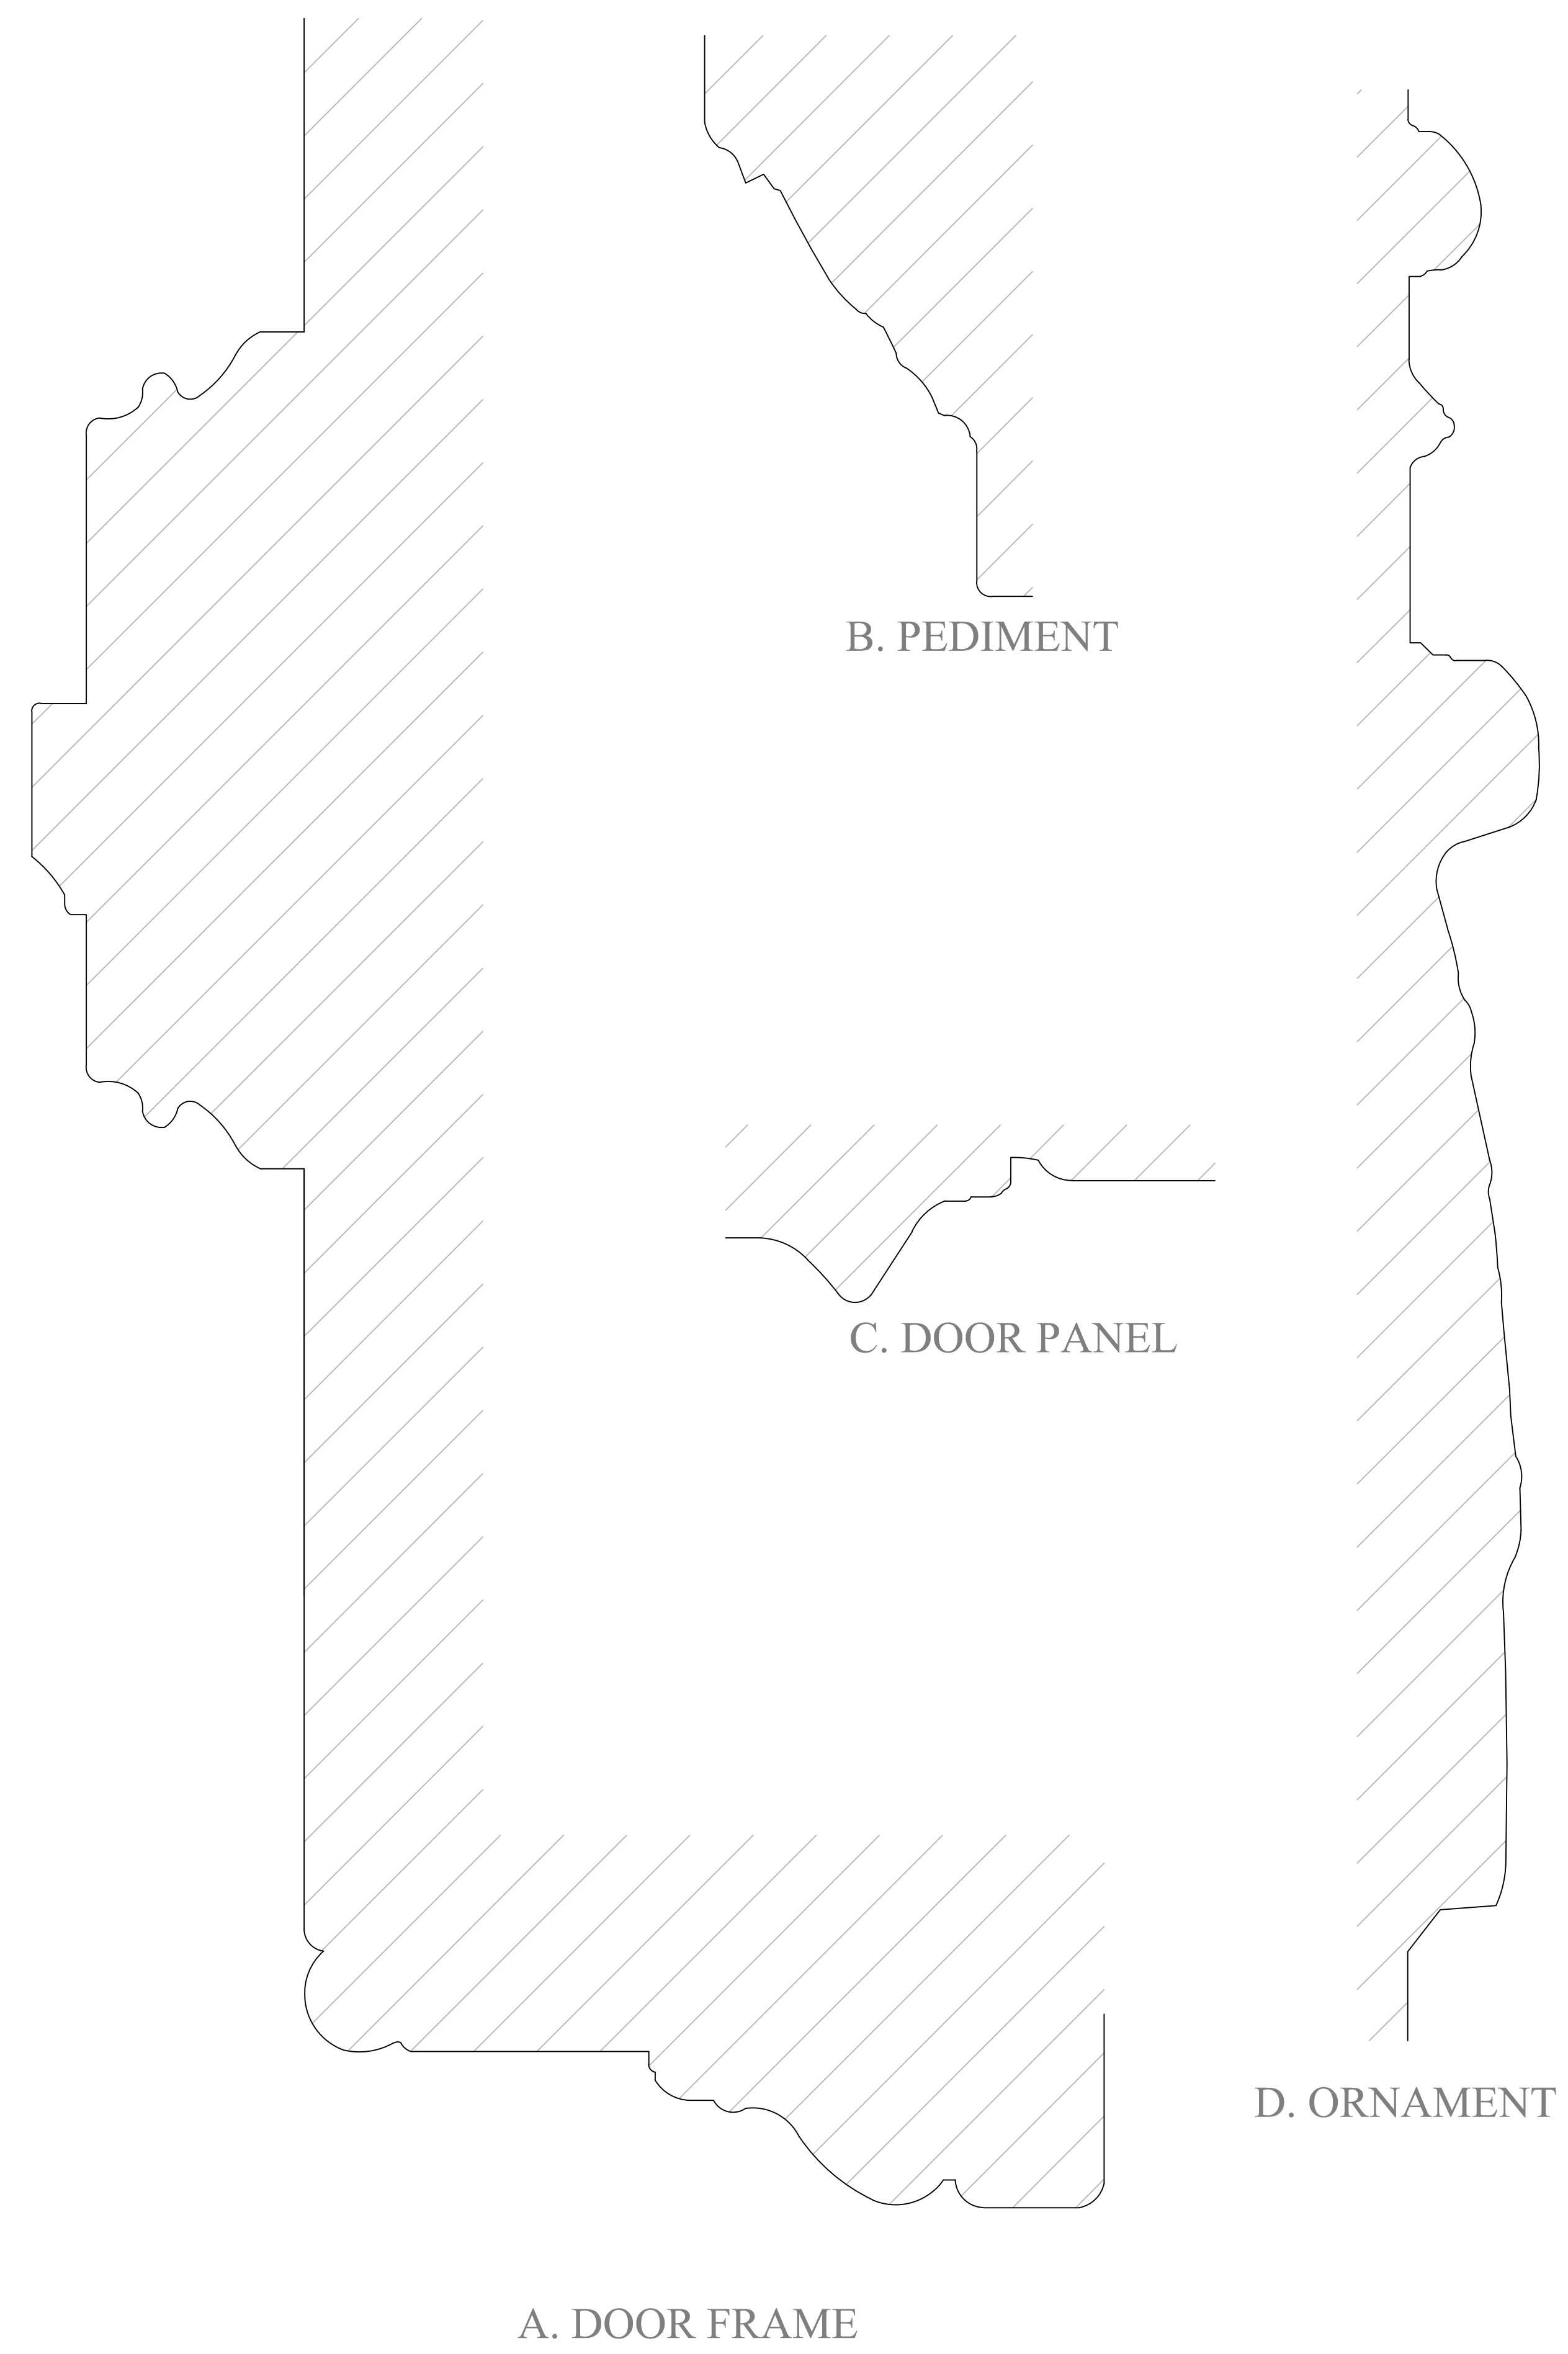 B. PEDIMENT
C. DOOR PANEL
D. ORNAMENT
A. DOOR FRAME